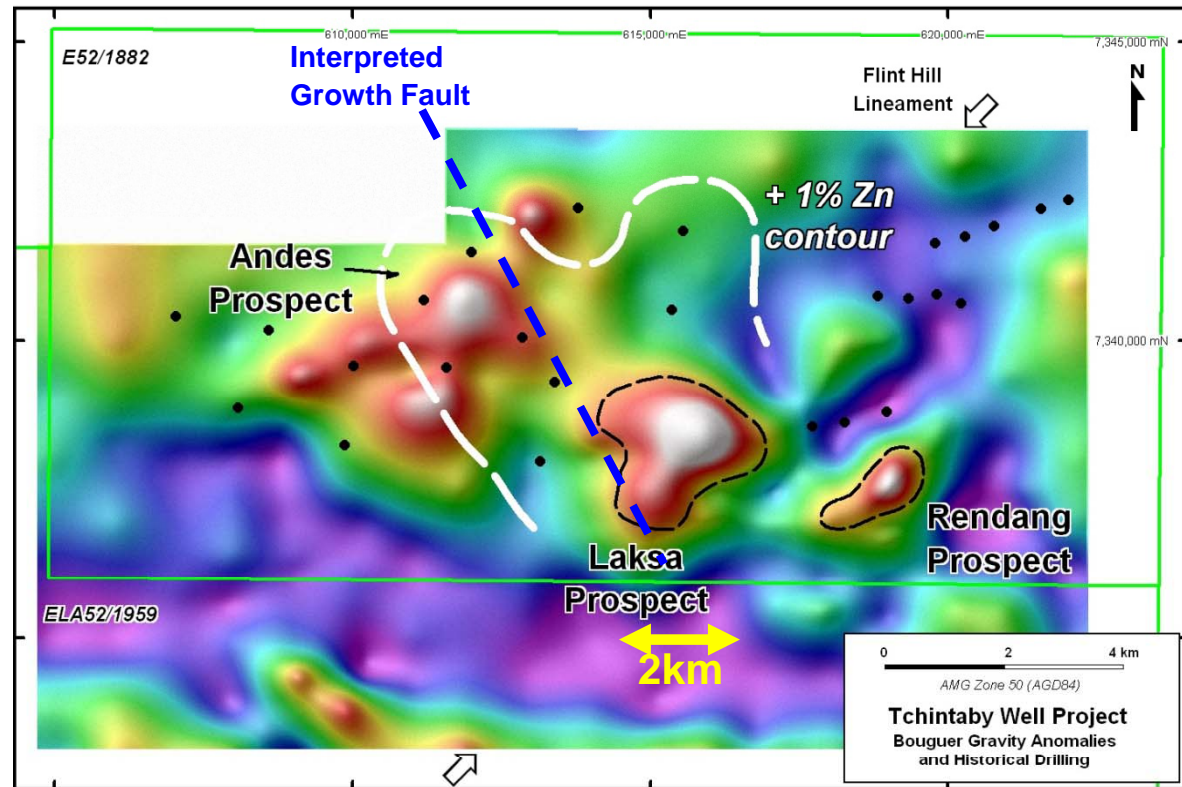 610,000 mE
615,000 mE
620,000 mE
7,345,000 mN
E52/1882
Interpreted
Growth Fault
Flint Hill
Lineament
N
+ 1% Zn
contour
Andes
Prospect
7,340,000 mN
Rendang
Prospect
Laksa
Prospect
ELA52/1959
2km
0 2 4 km
AMG Zone 50 (AGD84)
Tchintaby Well Project
Bouguer Gravity Anomalies
and Historical Drilling